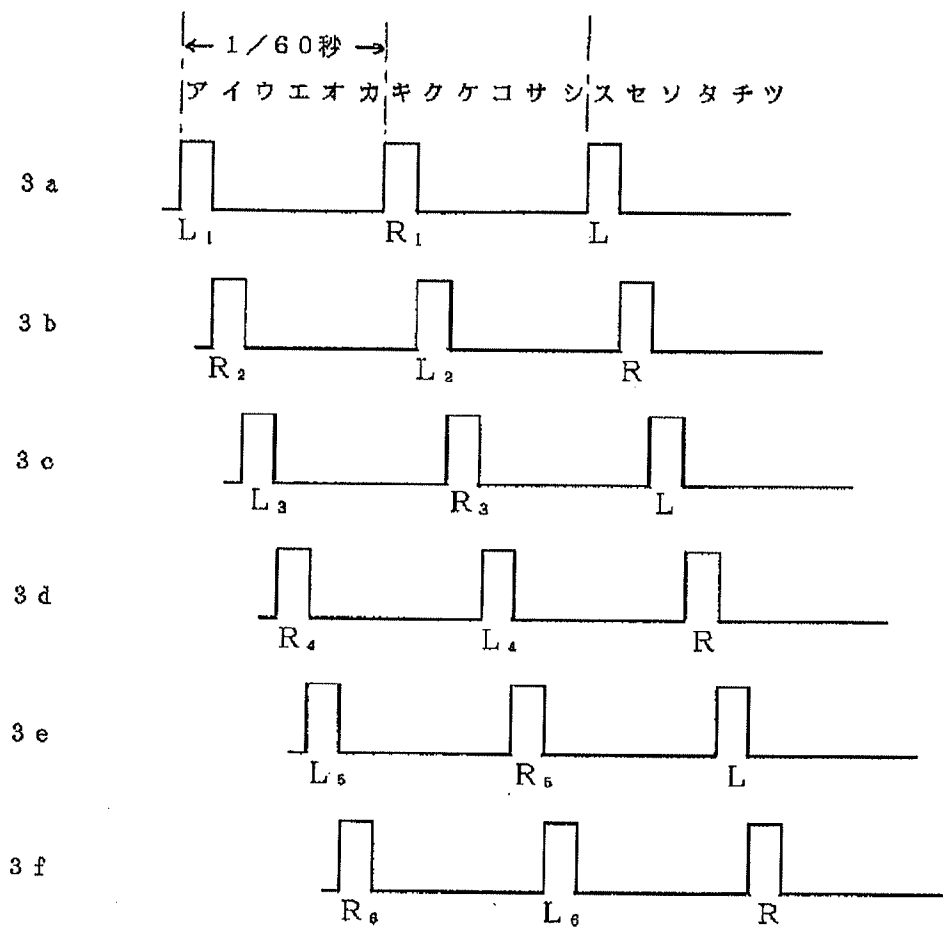 ← 1/60秒 →
アイウエオカキクケコサシスセソタチツ
3a
L₁ R₁ L
3b
R₂ L₂ R
3c
L₃ R₃ L
3d
R₄ L₄ R
3e
L₅ R₅ L
3f
R₆ L₆ R